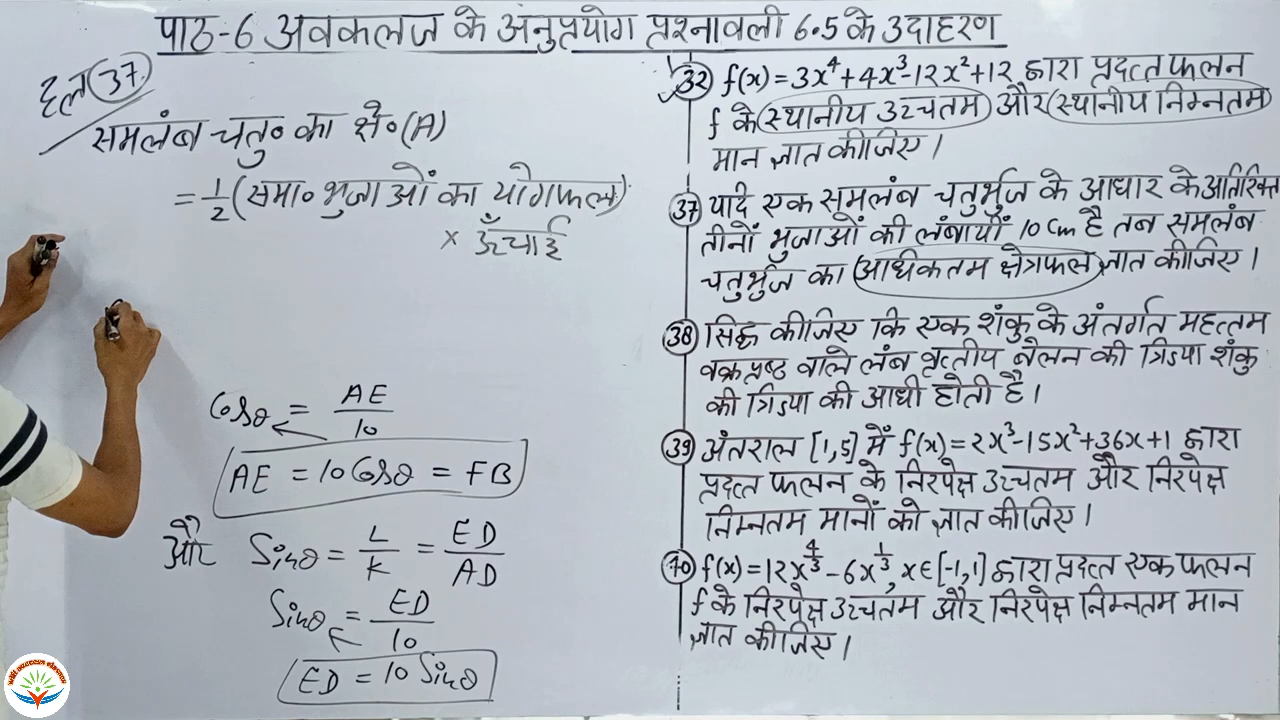 पाठ-6 अवकलज के अनुप्रयोग प्रश्नावली 6.5 के उदाहरण
हल 37
समलंब चतु० का क्षे० (A)
= 1/2 (समा० भुजाओं का योगफल)
× ऊँचाई
Cosθ = AE/10
AE = 10 Cosθ = FB
और Sinθ = L/K = ED/AD
Sinθ = ED/10
ED = 10 Sinθ
32 f(x) = 3x⁴+4x³-12x²+12 द्वारा प्रदत्त फलन
f के स्थानीय उच्चतम और स्थानीय निम्नतम
मान ज्ञात कीजिए।
37 यदि एक समलंब चतुर्भुज के आधार के अतिरिक्त
तीनों भुजाओं की लंबायीं 10 cm है तब समलंब
चतुर्भुज का अधिकतम क्षेत्रफल ज्ञात कीजिए।
38 सिद्ध कीजिए कि एक शंकु के अंतर्गत महत्तम
वक्रपृष्ठ वाले लंब वृत्तीय बेलन की त्रिज्या शंकु
की त्रिज्या की आधी होती है।
39 अंतराल [1,5] में f(x) = 2x³-15x²+36x+1 द्वारा
प्रदत्त फलन के निरपेक्ष उच्चतम और निरपेक्ष
निम्नतम मानों को ज्ञात कीजिए।
40 f(x) = 12x^4/3 - 6x^1/3, x∈[-1,1] द्वारा प्रदत्त एक फलन
f के निरपेक्ष उच्चतम और निरपेक्ष निम्नतम मान
ज्ञात कीजिए।